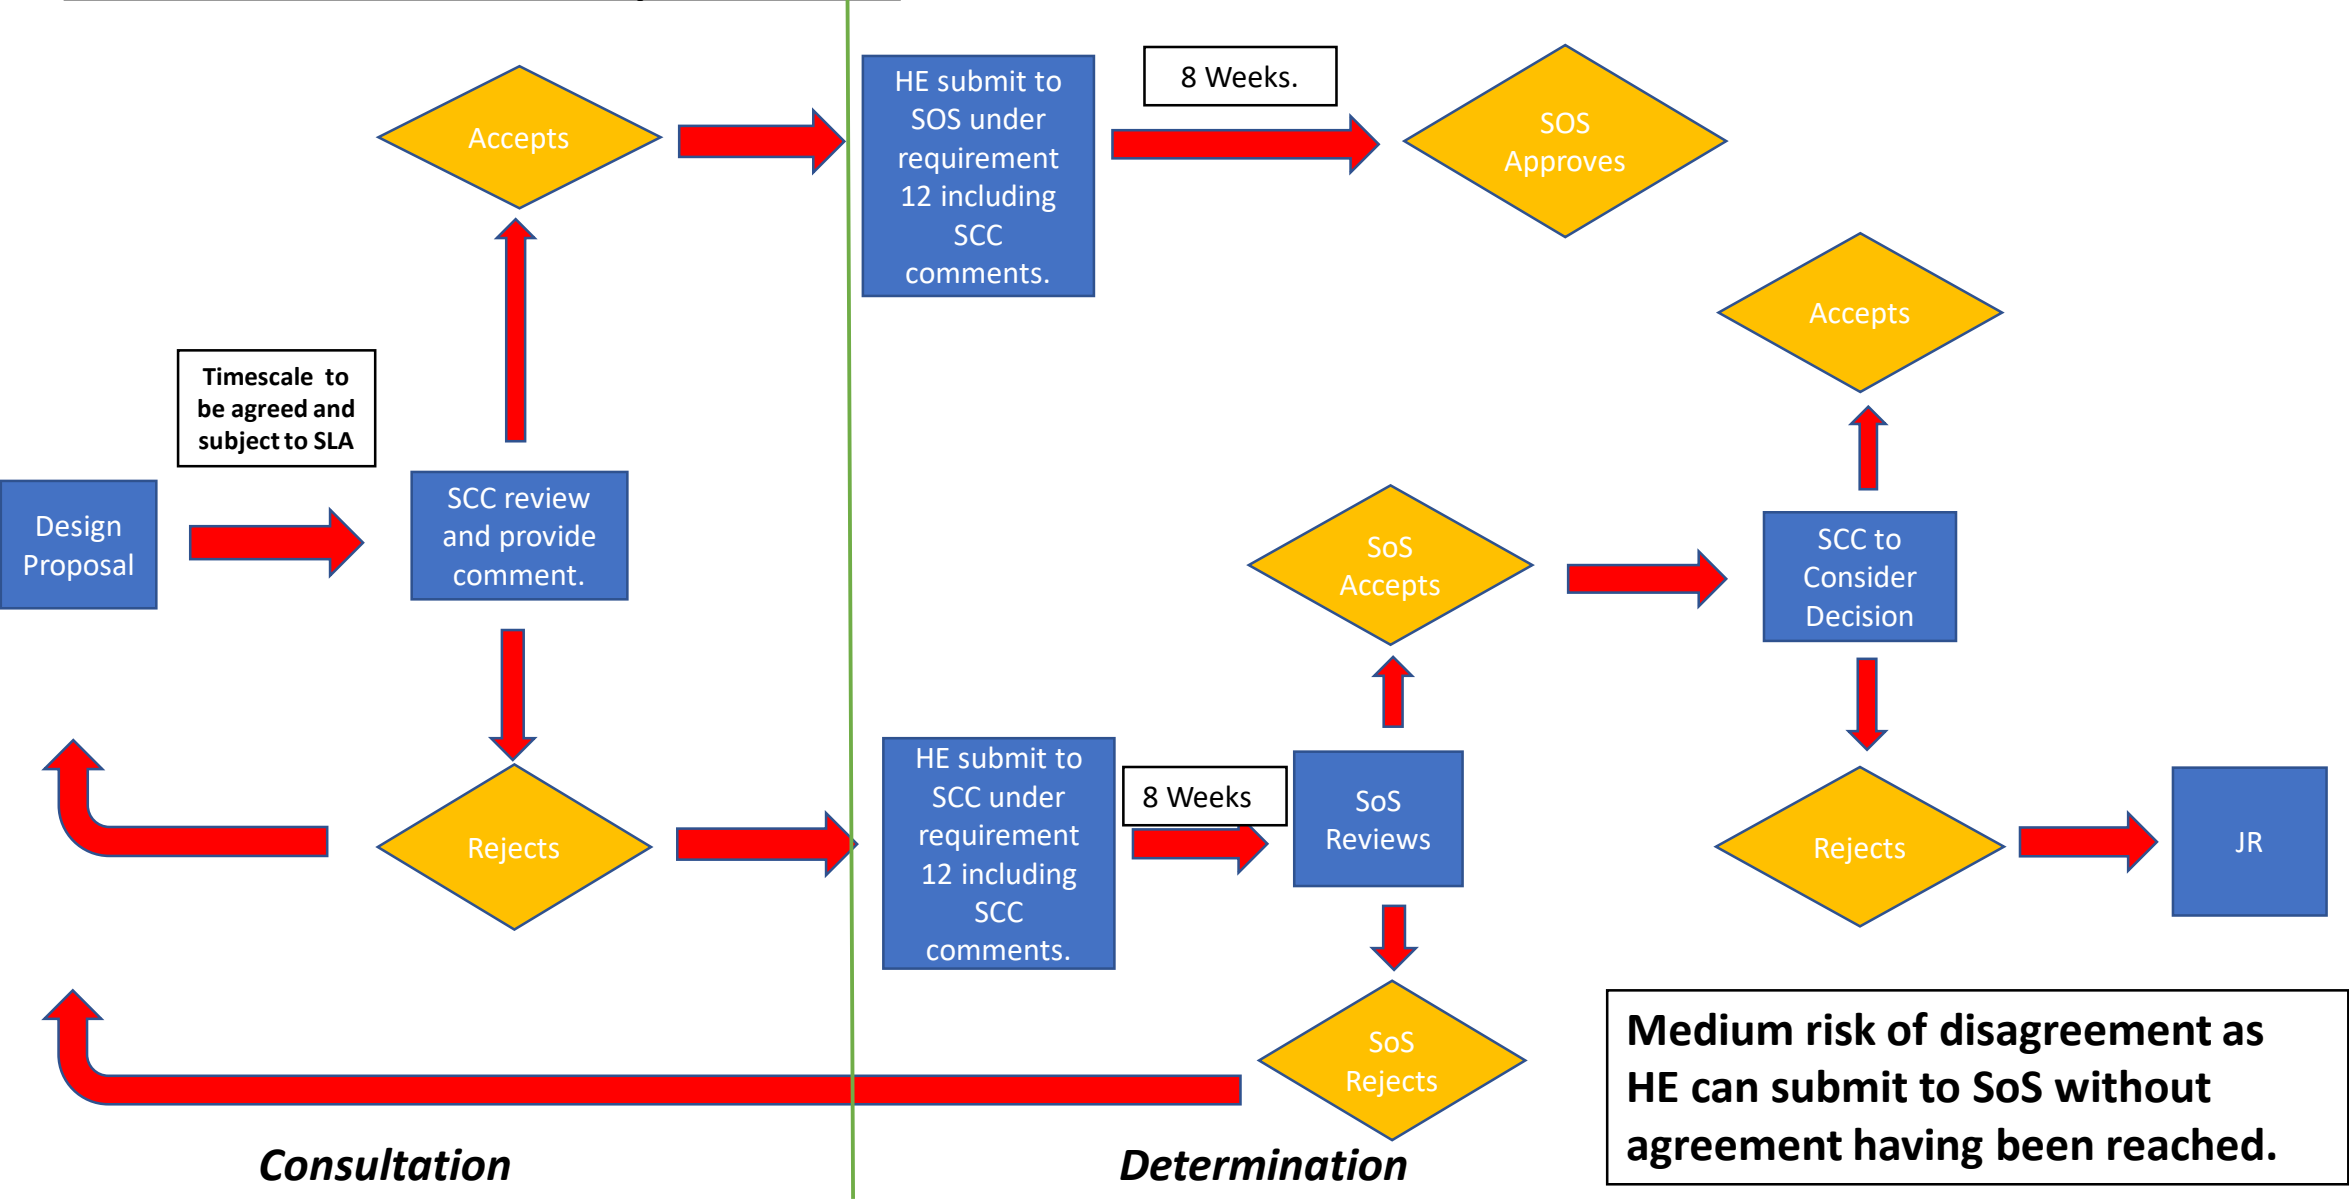 8 Weeks.
HE submit to
SOS under
requirement
12 including
SCC
comments.
Accepts
SOS
Approves
Accepts
Timescale to
be agreed and
subject to SLA
Design
Proposal
SCC review
and provide
comment.
SoS
Accepts
SCC to
Consider
Decision
Rejects
HE submit to
SCC under
requirement
12 including
SCC
comments.
8 Weeks
SoS
Reviews
Rejects
JR
SoS
Rejects
Medium risk of disagreement as
HE can submit to SoS without
agreement having been reached.
Consultation
Determination